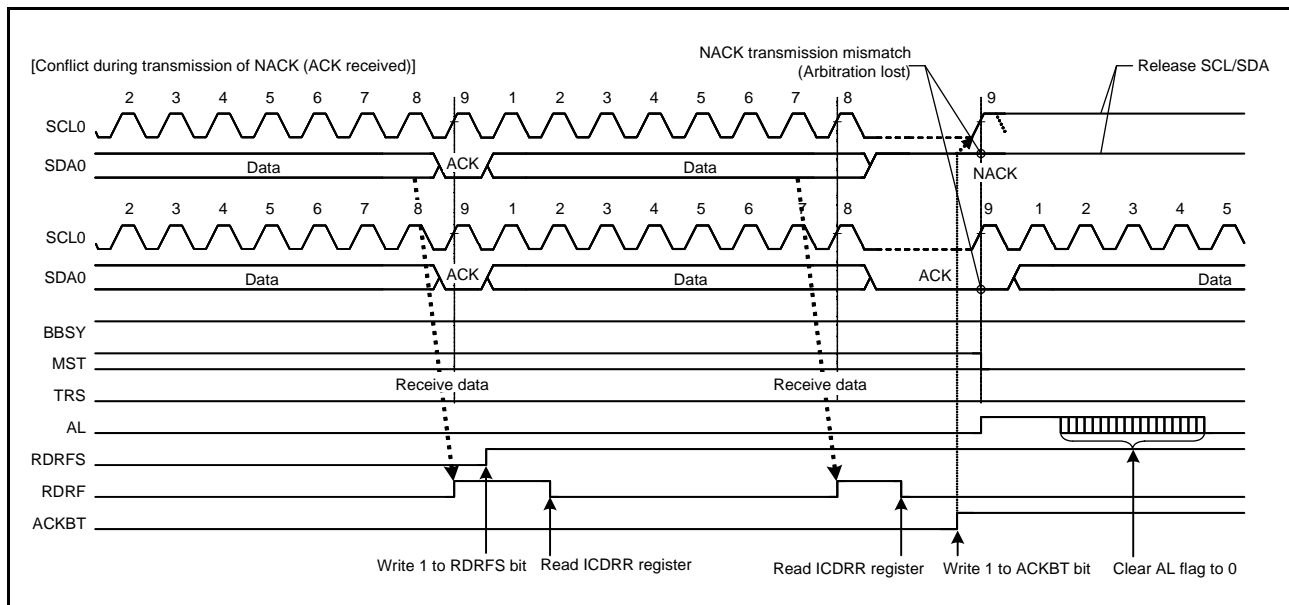 [Conflict during transmission of NACK (ACK received)]
NACK transmission mismatch
(Arbitration lost)
Release SCL/SDA
2 3 4 5 6 7 8 9 1 2 3 4 5 6 7 8 9
SCL0
SDA0
Data
ACK
Data
NACK
2 3 4 5 6 7 8 9 1 2 3 4 5 6 7 8 9 1 2 3 4 5
SCL0
SDA0
Data
ACK
Data
ACK
Data
BBSY
MST
Receive data
Receive data
TRS
AL
RDRFS
RDRF
ACKBT
Write 1 to RDRFS bit
Read ICDRR register
Read ICDRR register
Write 1 to ACKBT bit
Clear AL flag to 0